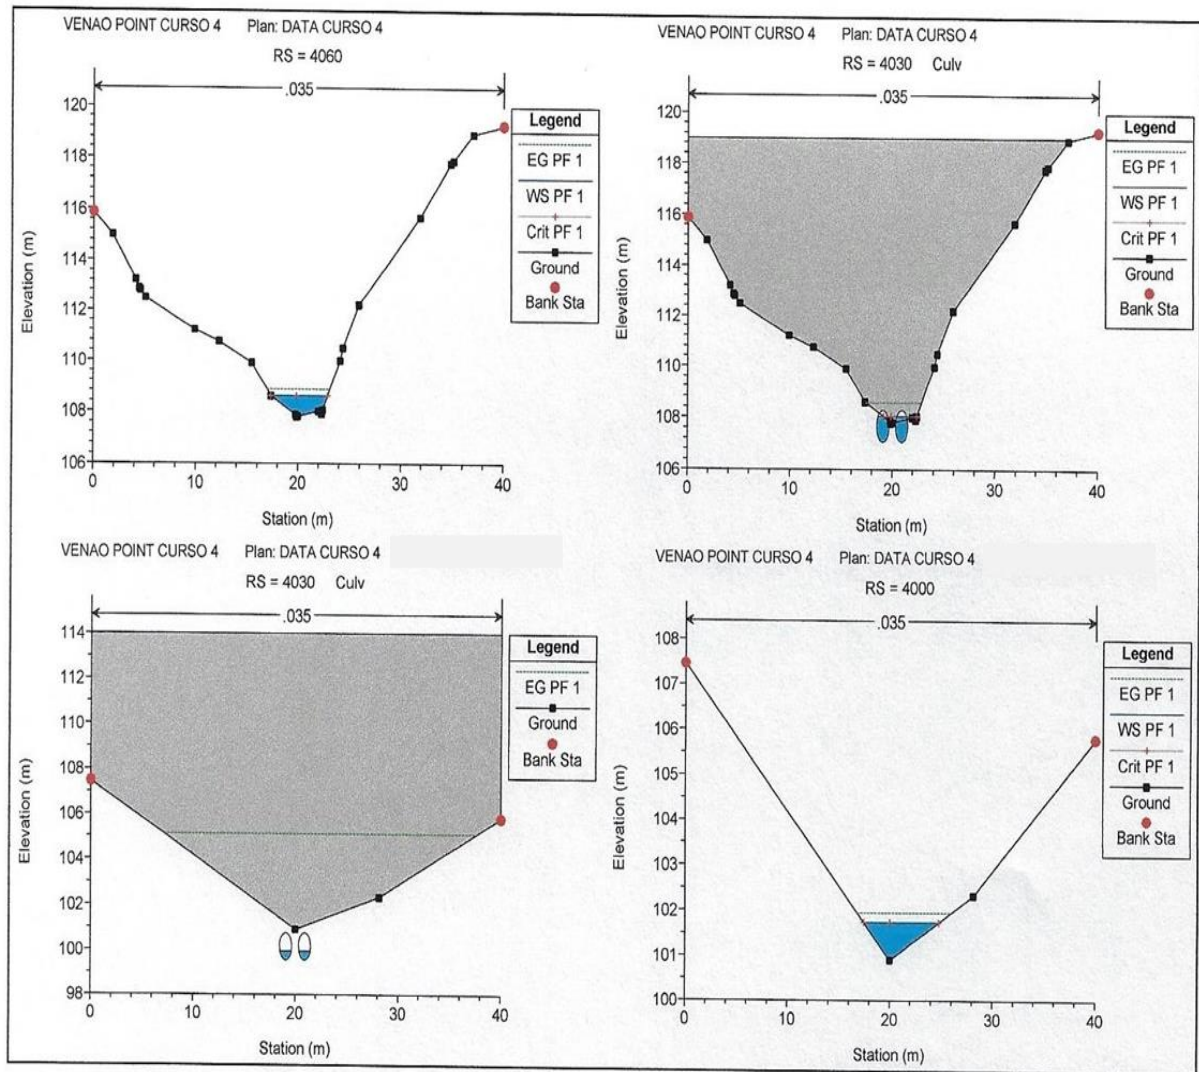 VENAO POINT CURSO 4 Plan: DATA CURSO 4
RS = 4060
.035
Elevation (m)
120
118
116
114
112
110
108
106
0 10 20 30 40
Station (m)
Legend
EG PF 1
WS PF 1
Crit PF 1
Ground
Bank Sta
VENAO POINT CURSO 4 Plan: DATA CURSO 4
RS = 4030 Culv
.035
Elevation (m)
120
118
116
114
112
110
108
106
0 10 20 30 40
Station (m)
Legend
EG PF 1
WS PF 1
Crit PF 1
Ground
Bank Sta
VENAO POINT CURSO 4 Plan: DATA CURSO 4
RS = 4030 Culv
.035
Elevation (m)
114
112
110
108
106
104
102
100
98
0 10 20 30 40
Station (m)
Legend
EG PF 1
Ground
Bank Sta
VENAO POINT CURSO 4 Plan: DATA CURSO 4
RS = 4000
.035
Elevation (m)
108
107
106
105
104
103
102
101
100
0 10 20 30 40
Station (m)
Legend
EG PF 1
WS PF 1
Crit PF 1
Ground
Bank Sta